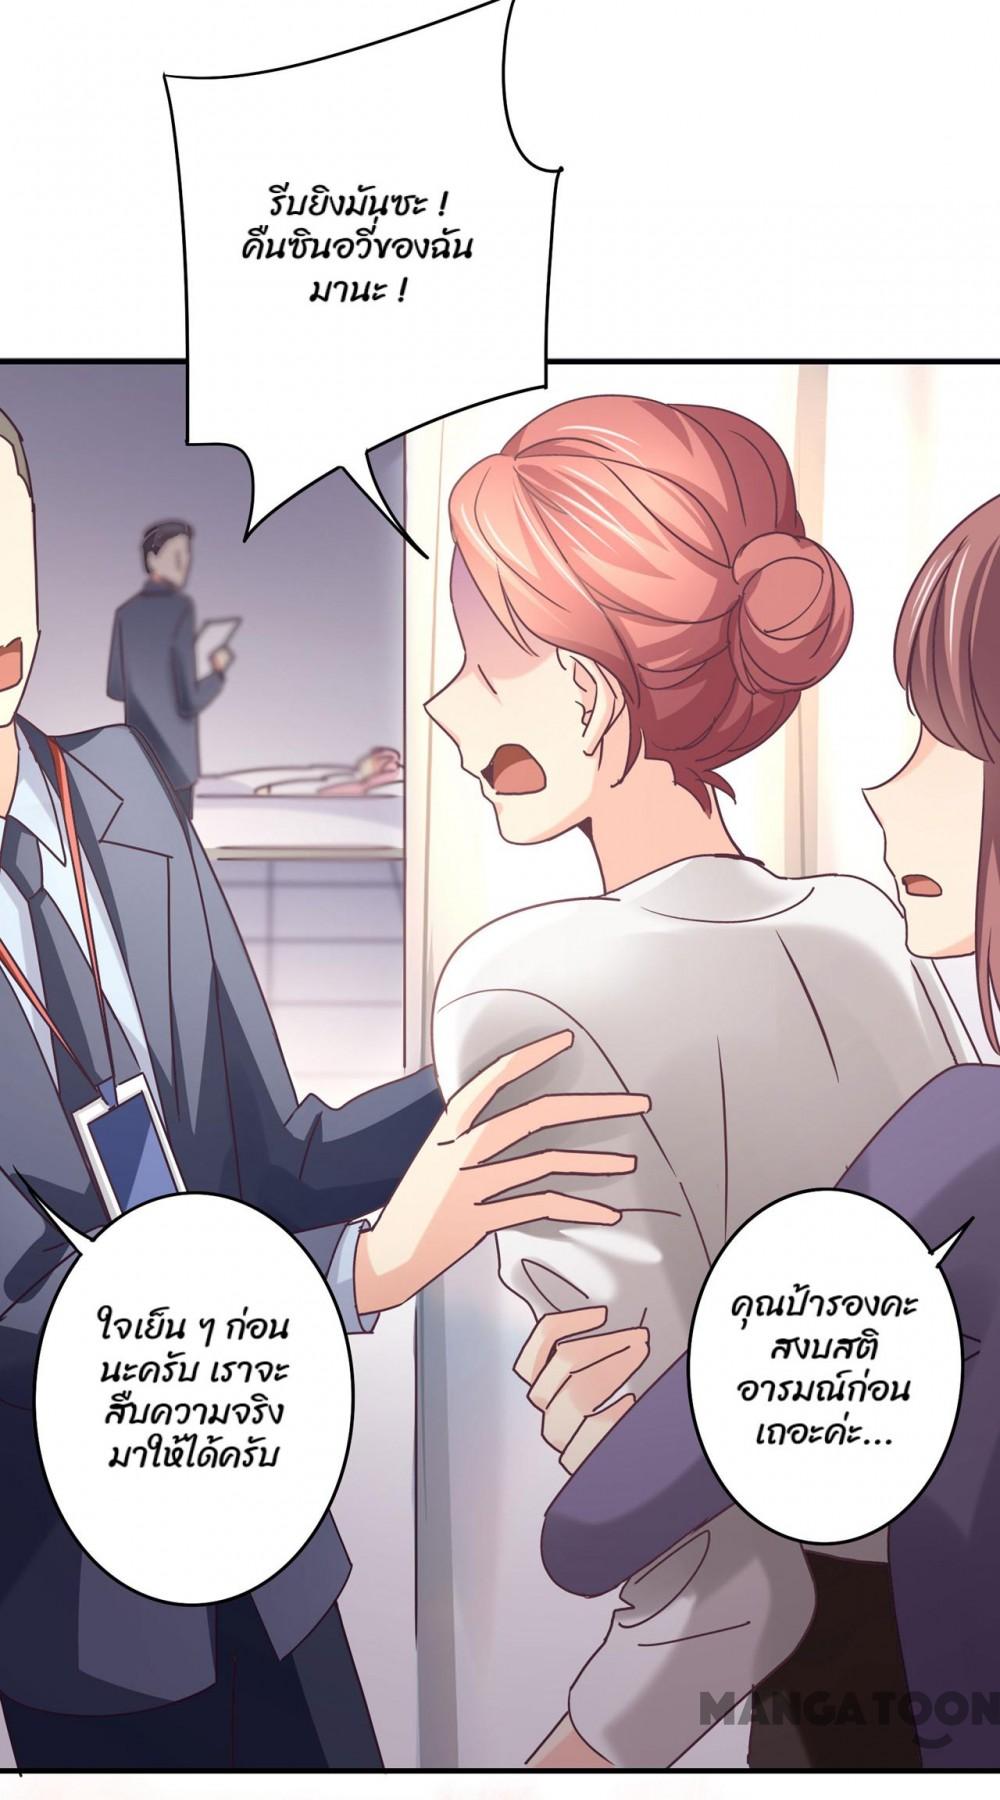 รีบยิงมันซะ !
คืนซินอวี่ของฉัน
มานะ !
ใจเย็น ๆ ก่อน
นะครับ เราจะ
สืบความจริง
มาให้ได้ครับ
คุณป้ารองคะ
สงบสติ
อารมณ์ก่อน
เถอะค่ะ...
MANGATOON